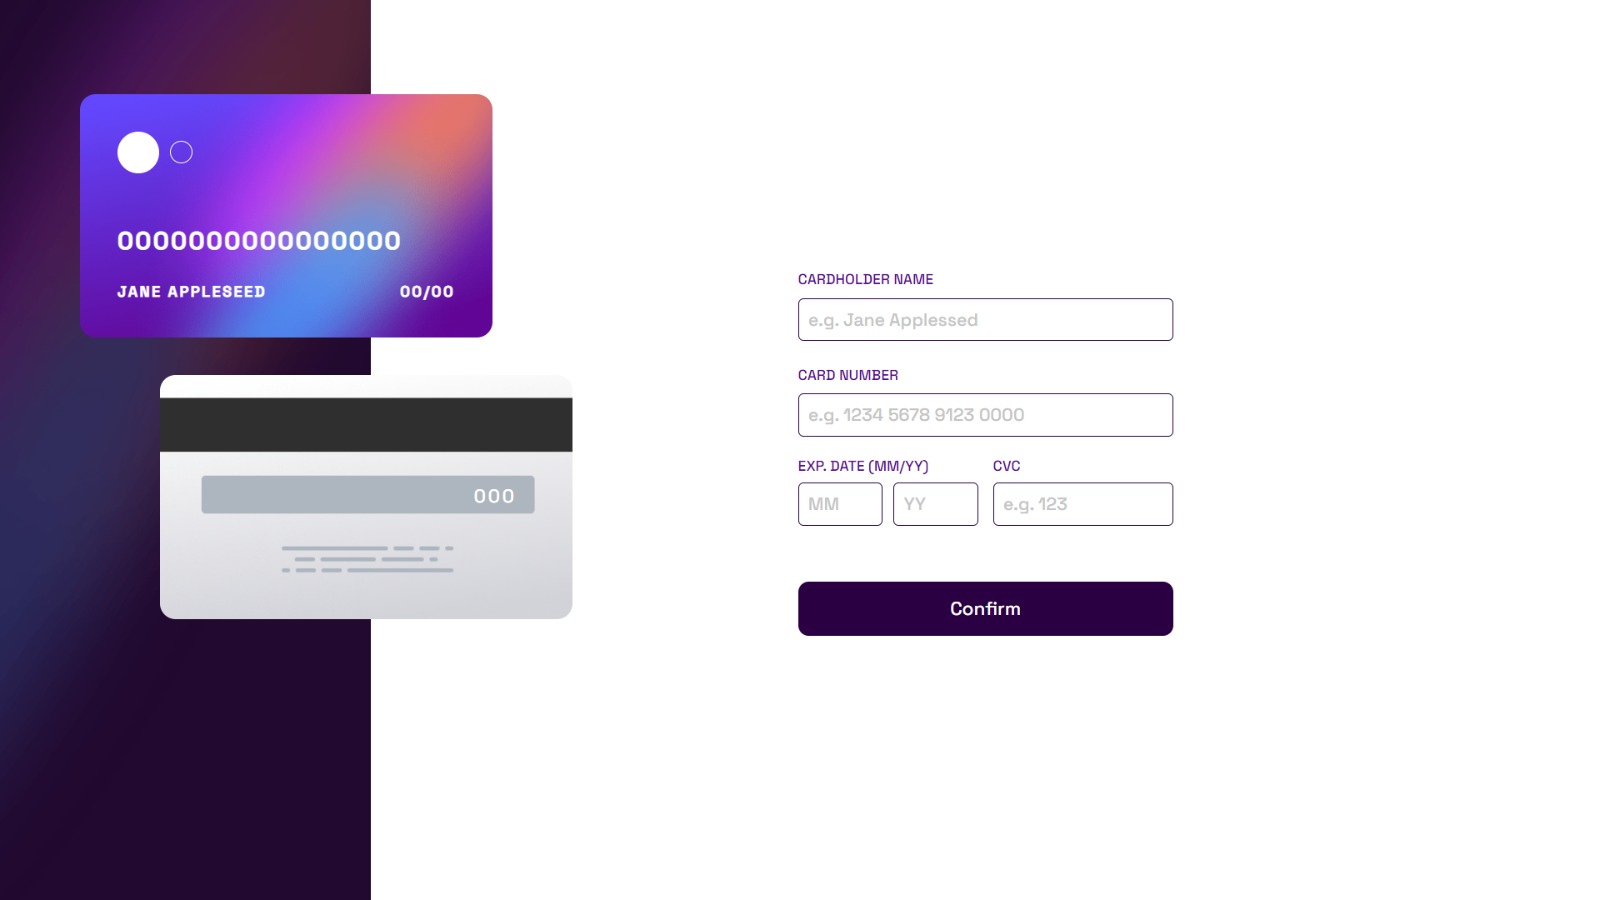 0000000000000000
JANE APPLESEED 00/00
000
CARDHOLDER NAME
e.g. Jane Applessed
CARD NUMBER
e.g. 1234 5678 9123 0000
EXP. DATE (MM/YY) CVC
MM YY e.g. 123
Confirm